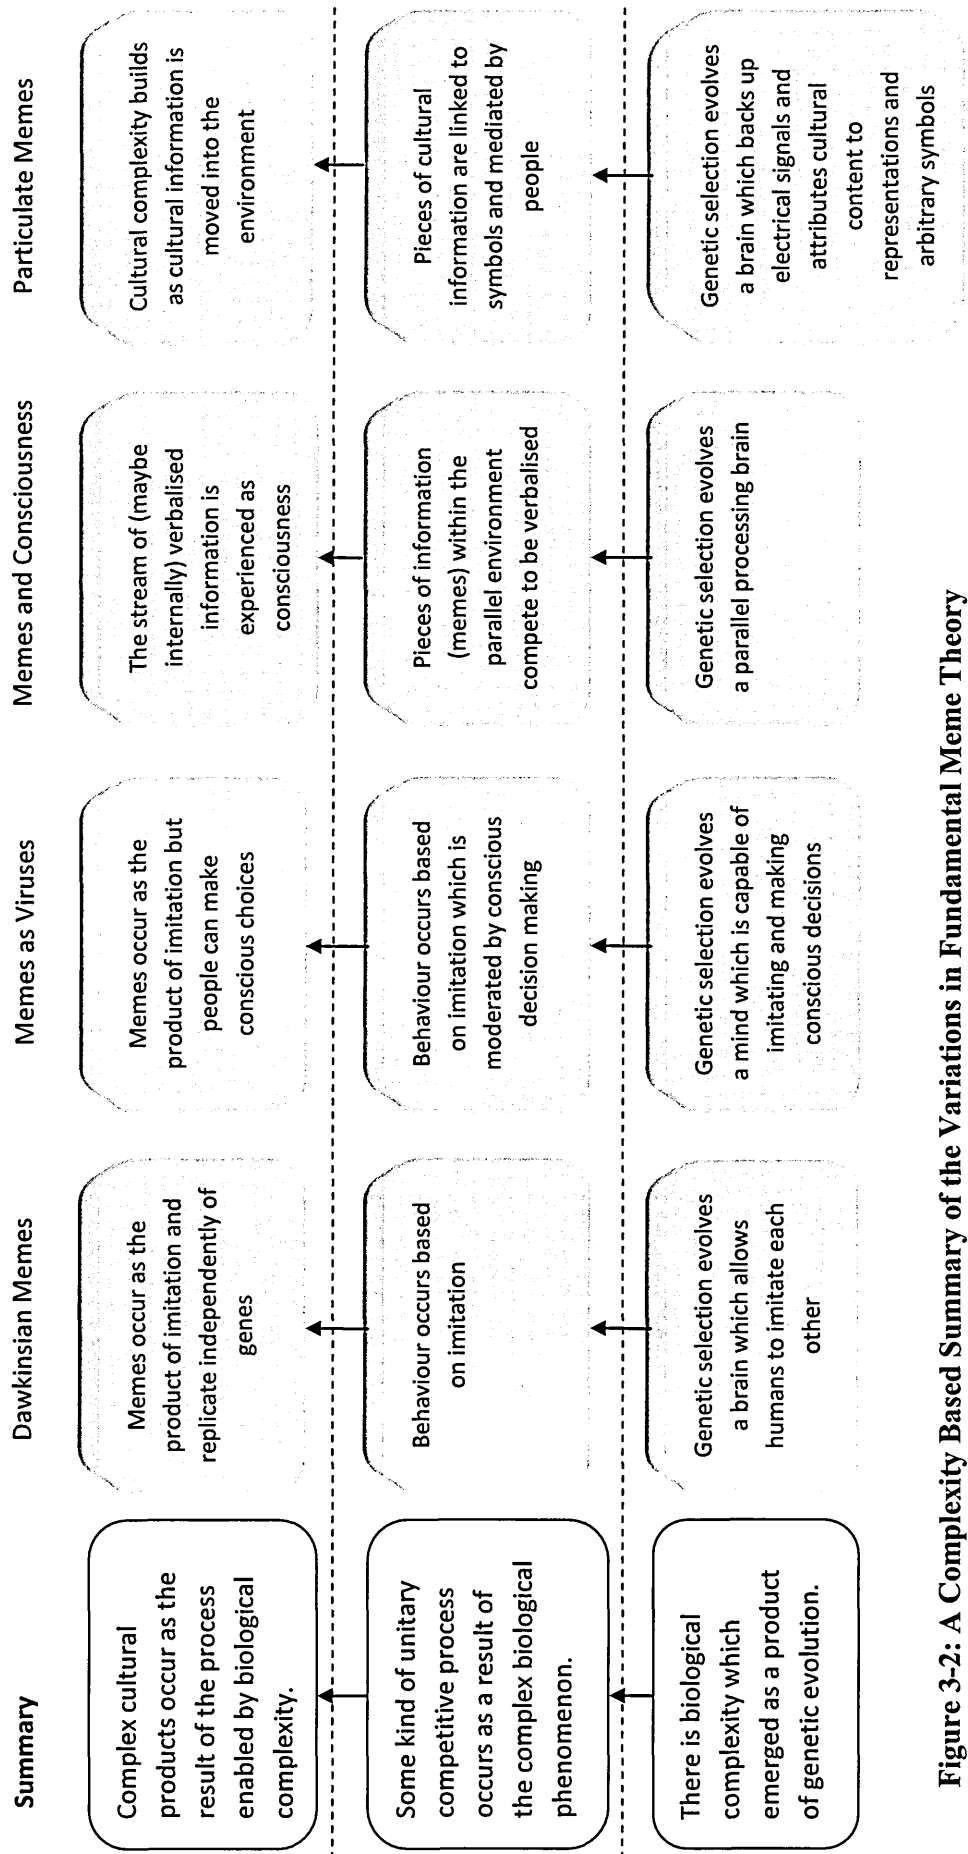 Summary
Complex cultural
products occur as the
result of the process
enabled by biological
complexity.
Some kind of unitary
competitive process
occurs as a result of
the complex biological
phenomenon.
There is biological
complexity which
emerged as a product
of genetic evolution.
Dawkinsian Memes
Memes occur as the
product of imitation and
replicate independently of
genes
Behaviour occurs based
on imitation
Genetic selection evolves
a brain which allows
humans to imitate each
other
Memes as Viruses
Memes occur as the
product of imitation but
people can make
conscious choices
Behaviour occurs based
on imitation which is
moderated by conscious
decision making
Genetic selection evolves
a mind which is capable of
imitating and making
conscious decisions
Memes and Consciousness
The stream of (maybe
internally) verbalised
information is
experienced as
consciousness
Pieces of information
(memes) within the
parallel environment
compete to be verbalised
Genetic selection evolves
a parallel processing brain
Particulate Memes
Cultural complexity builds
as cultural information is
moved into the
environment
Pieces of cultural
information are linked to
symbols and mediated by
people
Genetic selection evolves
a brain which backs up
electrical signals and
attributes cultural
content to
representations and
arbitrary symbols
Figure 3-2: A Complexity Based Summary of the Variations in Fundamental Meme Theory